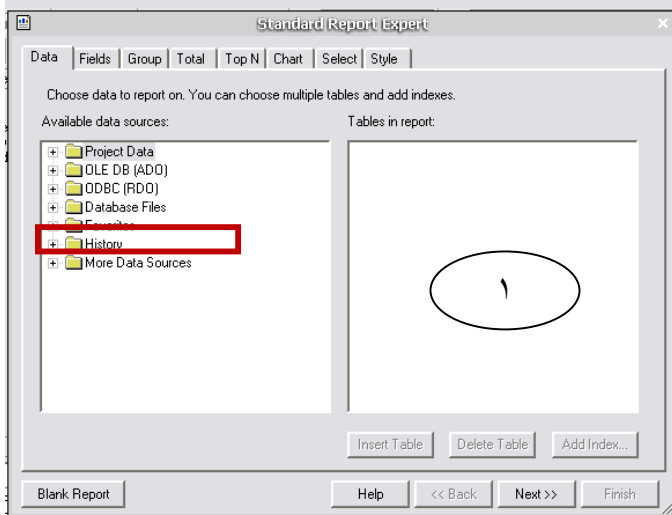 Standard Report Expert
Data Fields Group Total Top N Chart Select Style
Choose data to report on. You can choose multiple tables and add indexes.
Available data sources: Tables in report:
Project Data
OLE DB (ADO)
ODBC (RDO)
Database Files
Favorites
History
More Data Sources
١
Insert Table Delete Table Add Index...
Blank Report Help << Back Next >> Finish